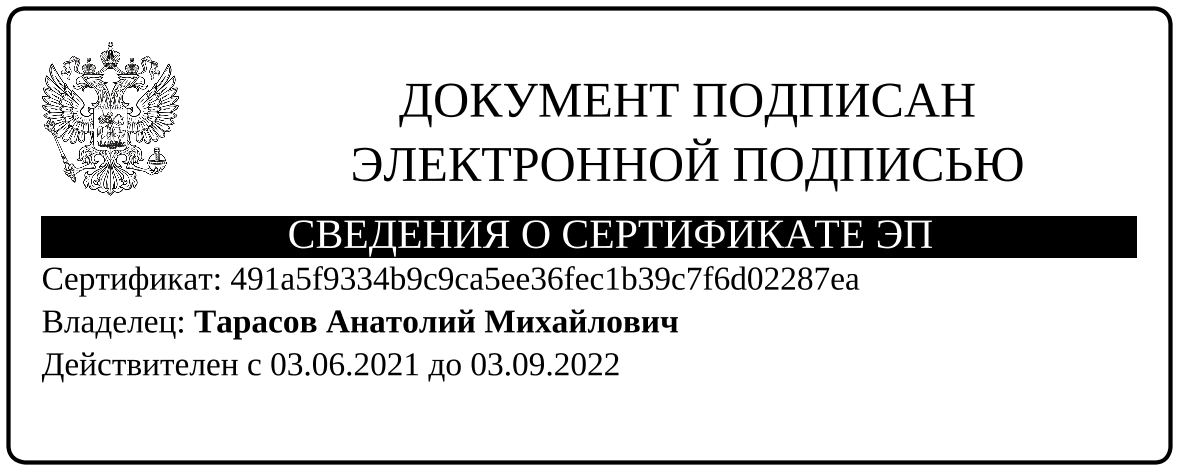 ДОКУМЕНТ ПОДПИСАН
ЭЛЕКТРОННОЙ ПОДПИСЬЮ
СВЕДЕНИЯ О СЕРТИФИКАТЕ ЭП
Сертификат: 491a5f9334b9c9ca5ee36fec1b39c7f6d02287ea
Владелец: Тарасов Анатолий Михайлович
Действителен с 03.06.2021 до 03.09.2022